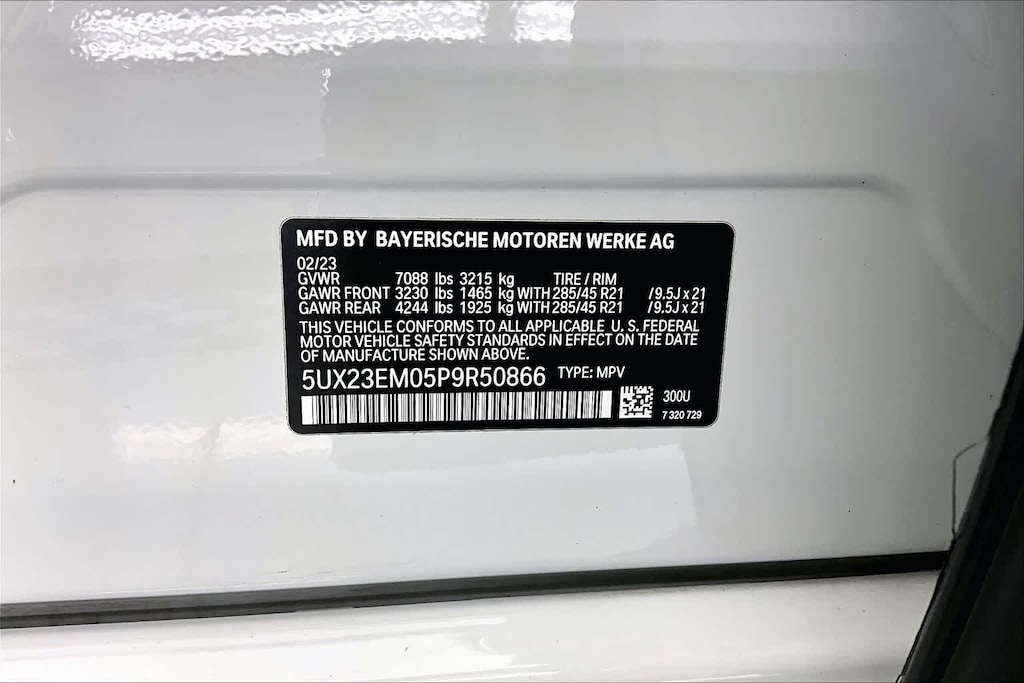 MFD BY BAYERISCHE MOTOREN WERKE AG
02/23
GVWR 7088 lbs 3215 kg TIRE / RIM
GAWR FRONT 3230 lbs 1465 kg WITH 285/45 R21 / 9.5J x 21
GAWR REAR 4244 lbs 1925 kg WITH 285/45 R21 / 9.5J x 21
THIS VEHICLE CONFORMS TO ALL APPLICABLE U. S. FEDERAL
MOTOR VEHICLE SAFETY STANDARDS IN EFFECT ON THE DATE
OF MANUFACTURE SHOWN ABOVE.
5UX23EM05P9R50866 TYPE: MPV
300U
7 320 729